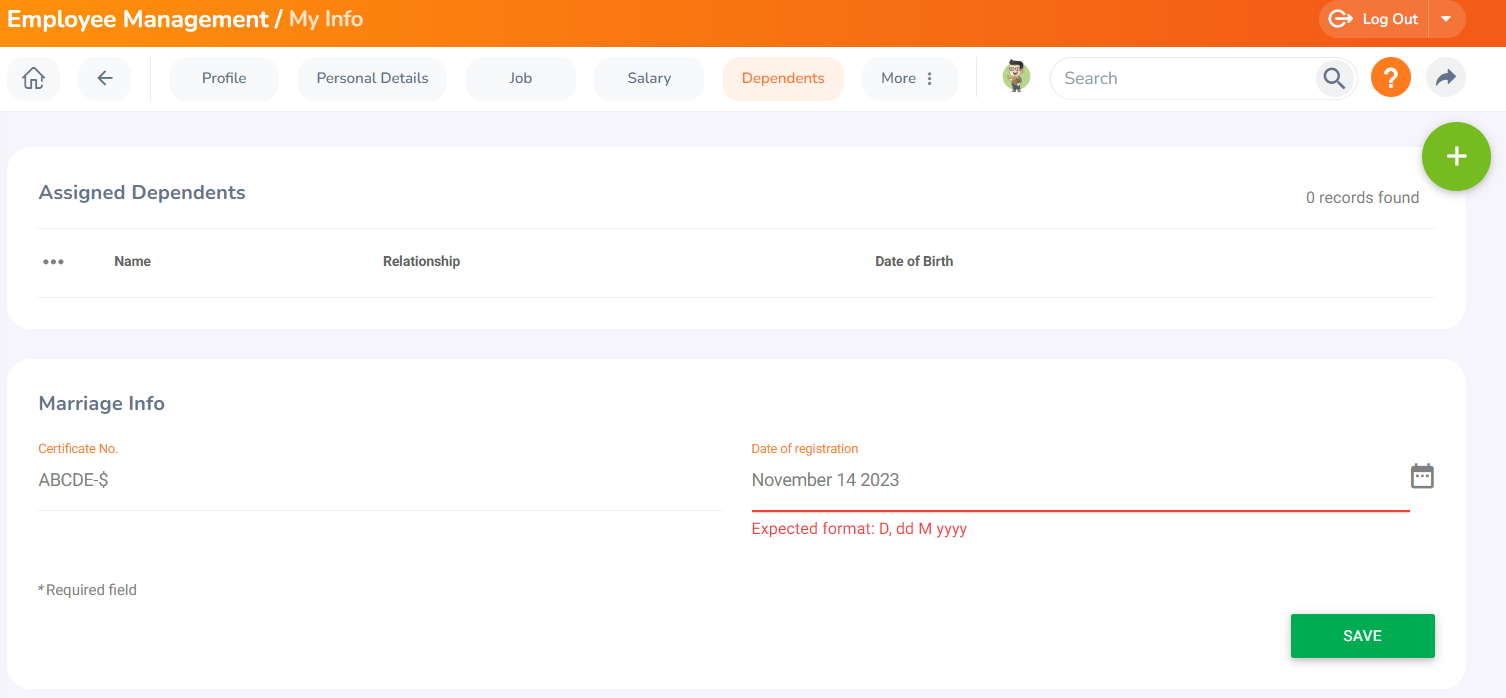 Employee Management / My Info
Log Out
Profile
Personal Details
Job
Salary
Dependents
More
Search
?
+
Assigned Dependents
0 records found
Name Relationship Date of Birth
Marriage Info
Certificate No. Date of registration
ABCDE-$ November 14 2023
Expected format: D, dd M yyyy
* Required field
SAVE